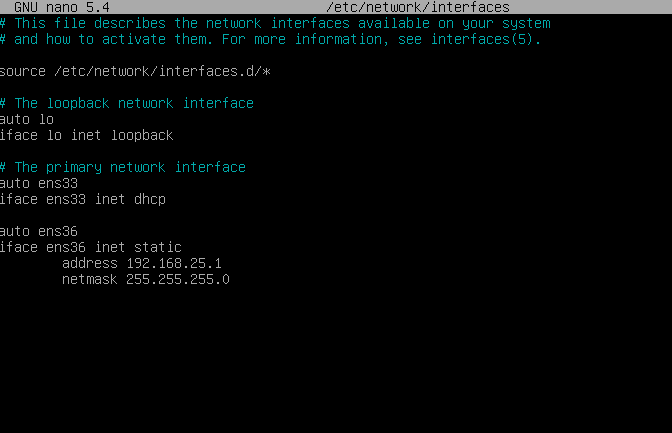 GNU nano 5.4 /etc/network/interfaces
# This file describes the network interfaces available on your system
# and how to activate them. For more information, see interfaces(5).
source /etc/network/interfaces.d/*
# The loopback network interface
auto lo
iface lo inet loopback
# The primary network interface
auto ens33
iface ens33 inet dhcp
auto ens36
iface ens36 inet static
address 192.168.25.1
netmask 255.255.255.0